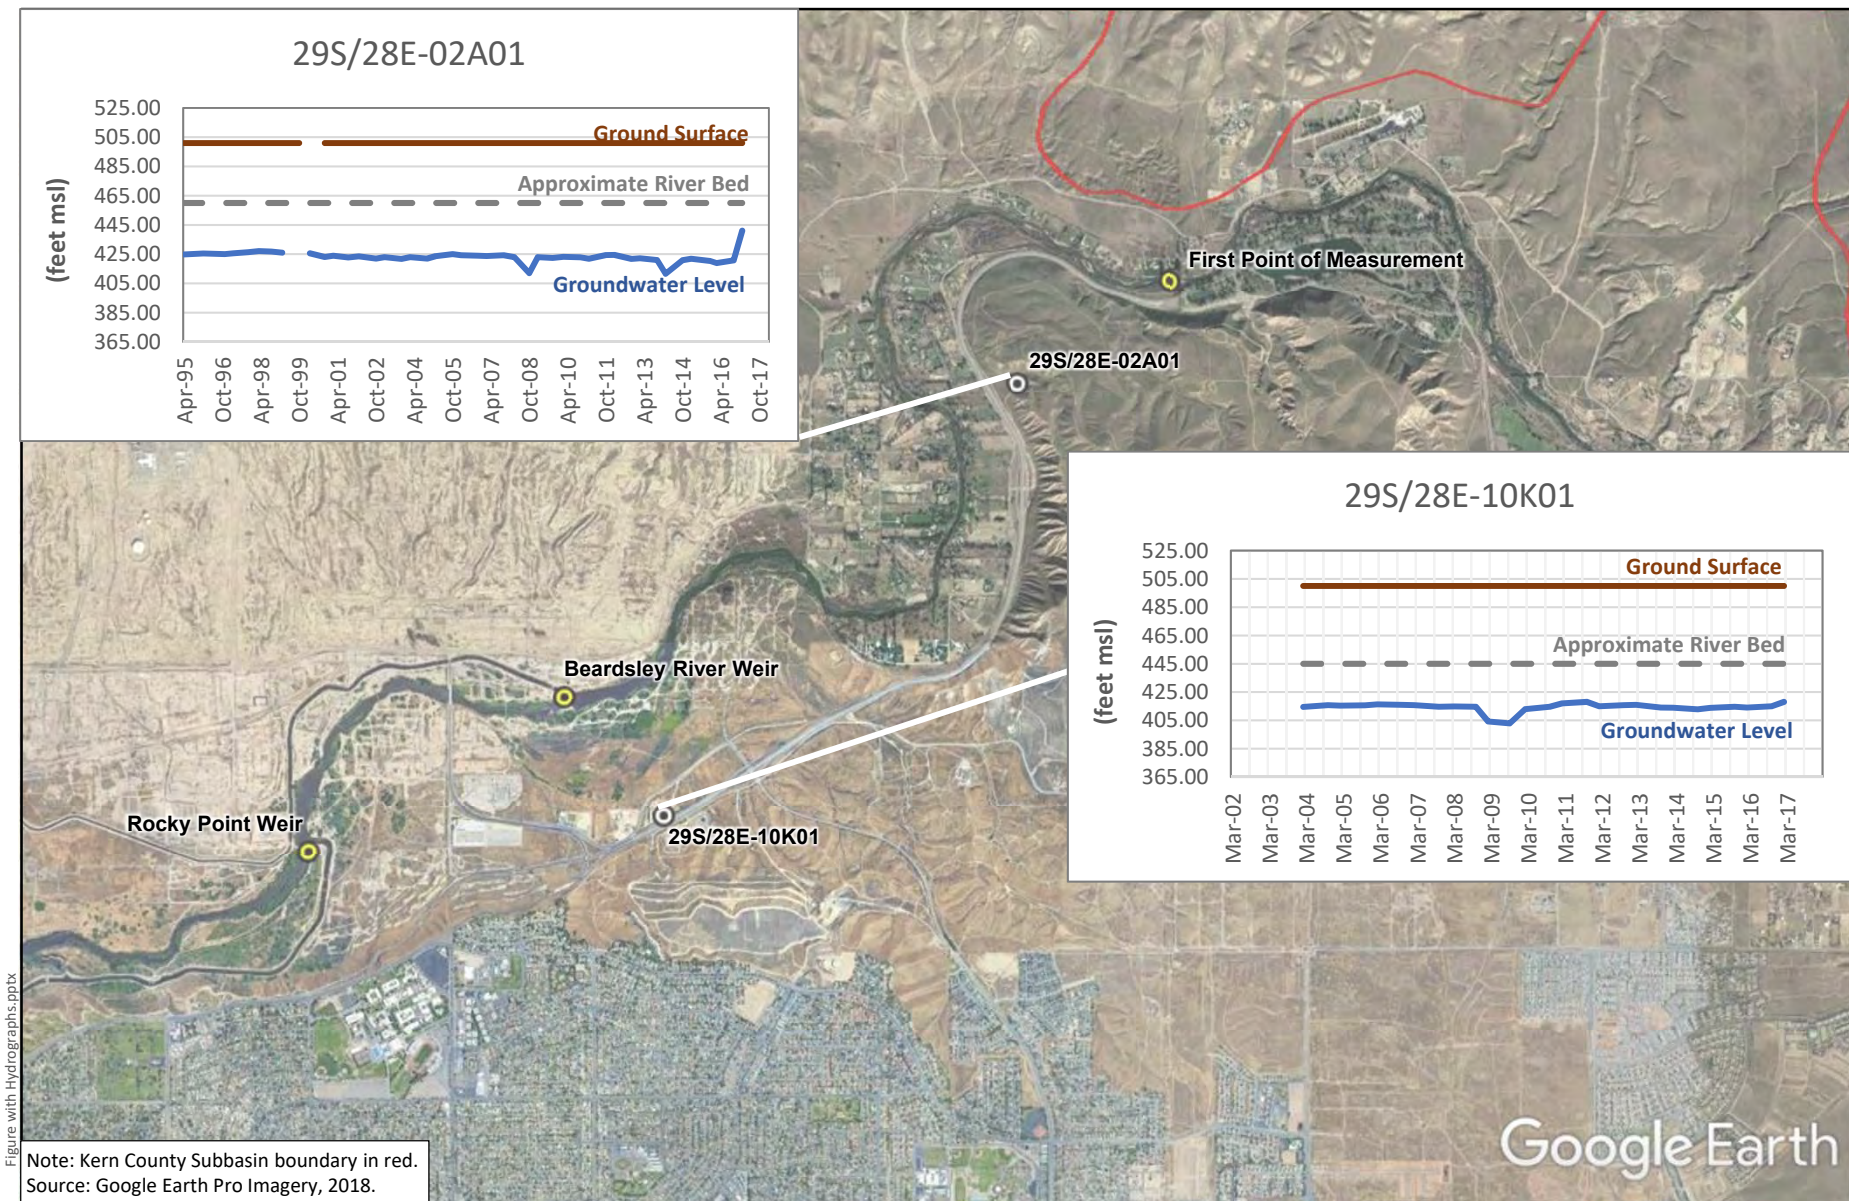 29S/28E-02A01
525.00
505.00
485.00
465.00
445.00
425.00
405.00
385.00
365.00
(feet msl)
Ground Surface
Approximate River Bed
Groundwater Level
Apr-95
Oct-96
Apr-98
Oct-99
Apr-01
Oct-02
Apr-04
Oct-05
Apr-07
Oct-08
Apr-10
Oct-11
Apr-13
Oct-14
Apr-16
Oct-17
First Point of Measurement
29S/28E-02A01
29S/28E-10K01
525.00
505.00
485.00
465.00
445.00
425.00
405.00
385.00
365.00
(feet msl)
Ground Surface
Approximate River Bed
Groundwater Level
Mar-02
Mar-03
Mar-04
Mar-05
Mar-06
Mar-07
Mar-08
Mar-09
Mar-10
Mar-11
Mar-12
Mar-13
Mar-14
Mar-15
Mar-16
Mar-17
Beardsley River Weir
Rocky Point Weir
29S/28E-10K01
Figure with Hydrographs.pptx
Note: Kern County Subbasin boundary in red.
Source: Google Earth Pro Imagery, 2018.
Google Earth